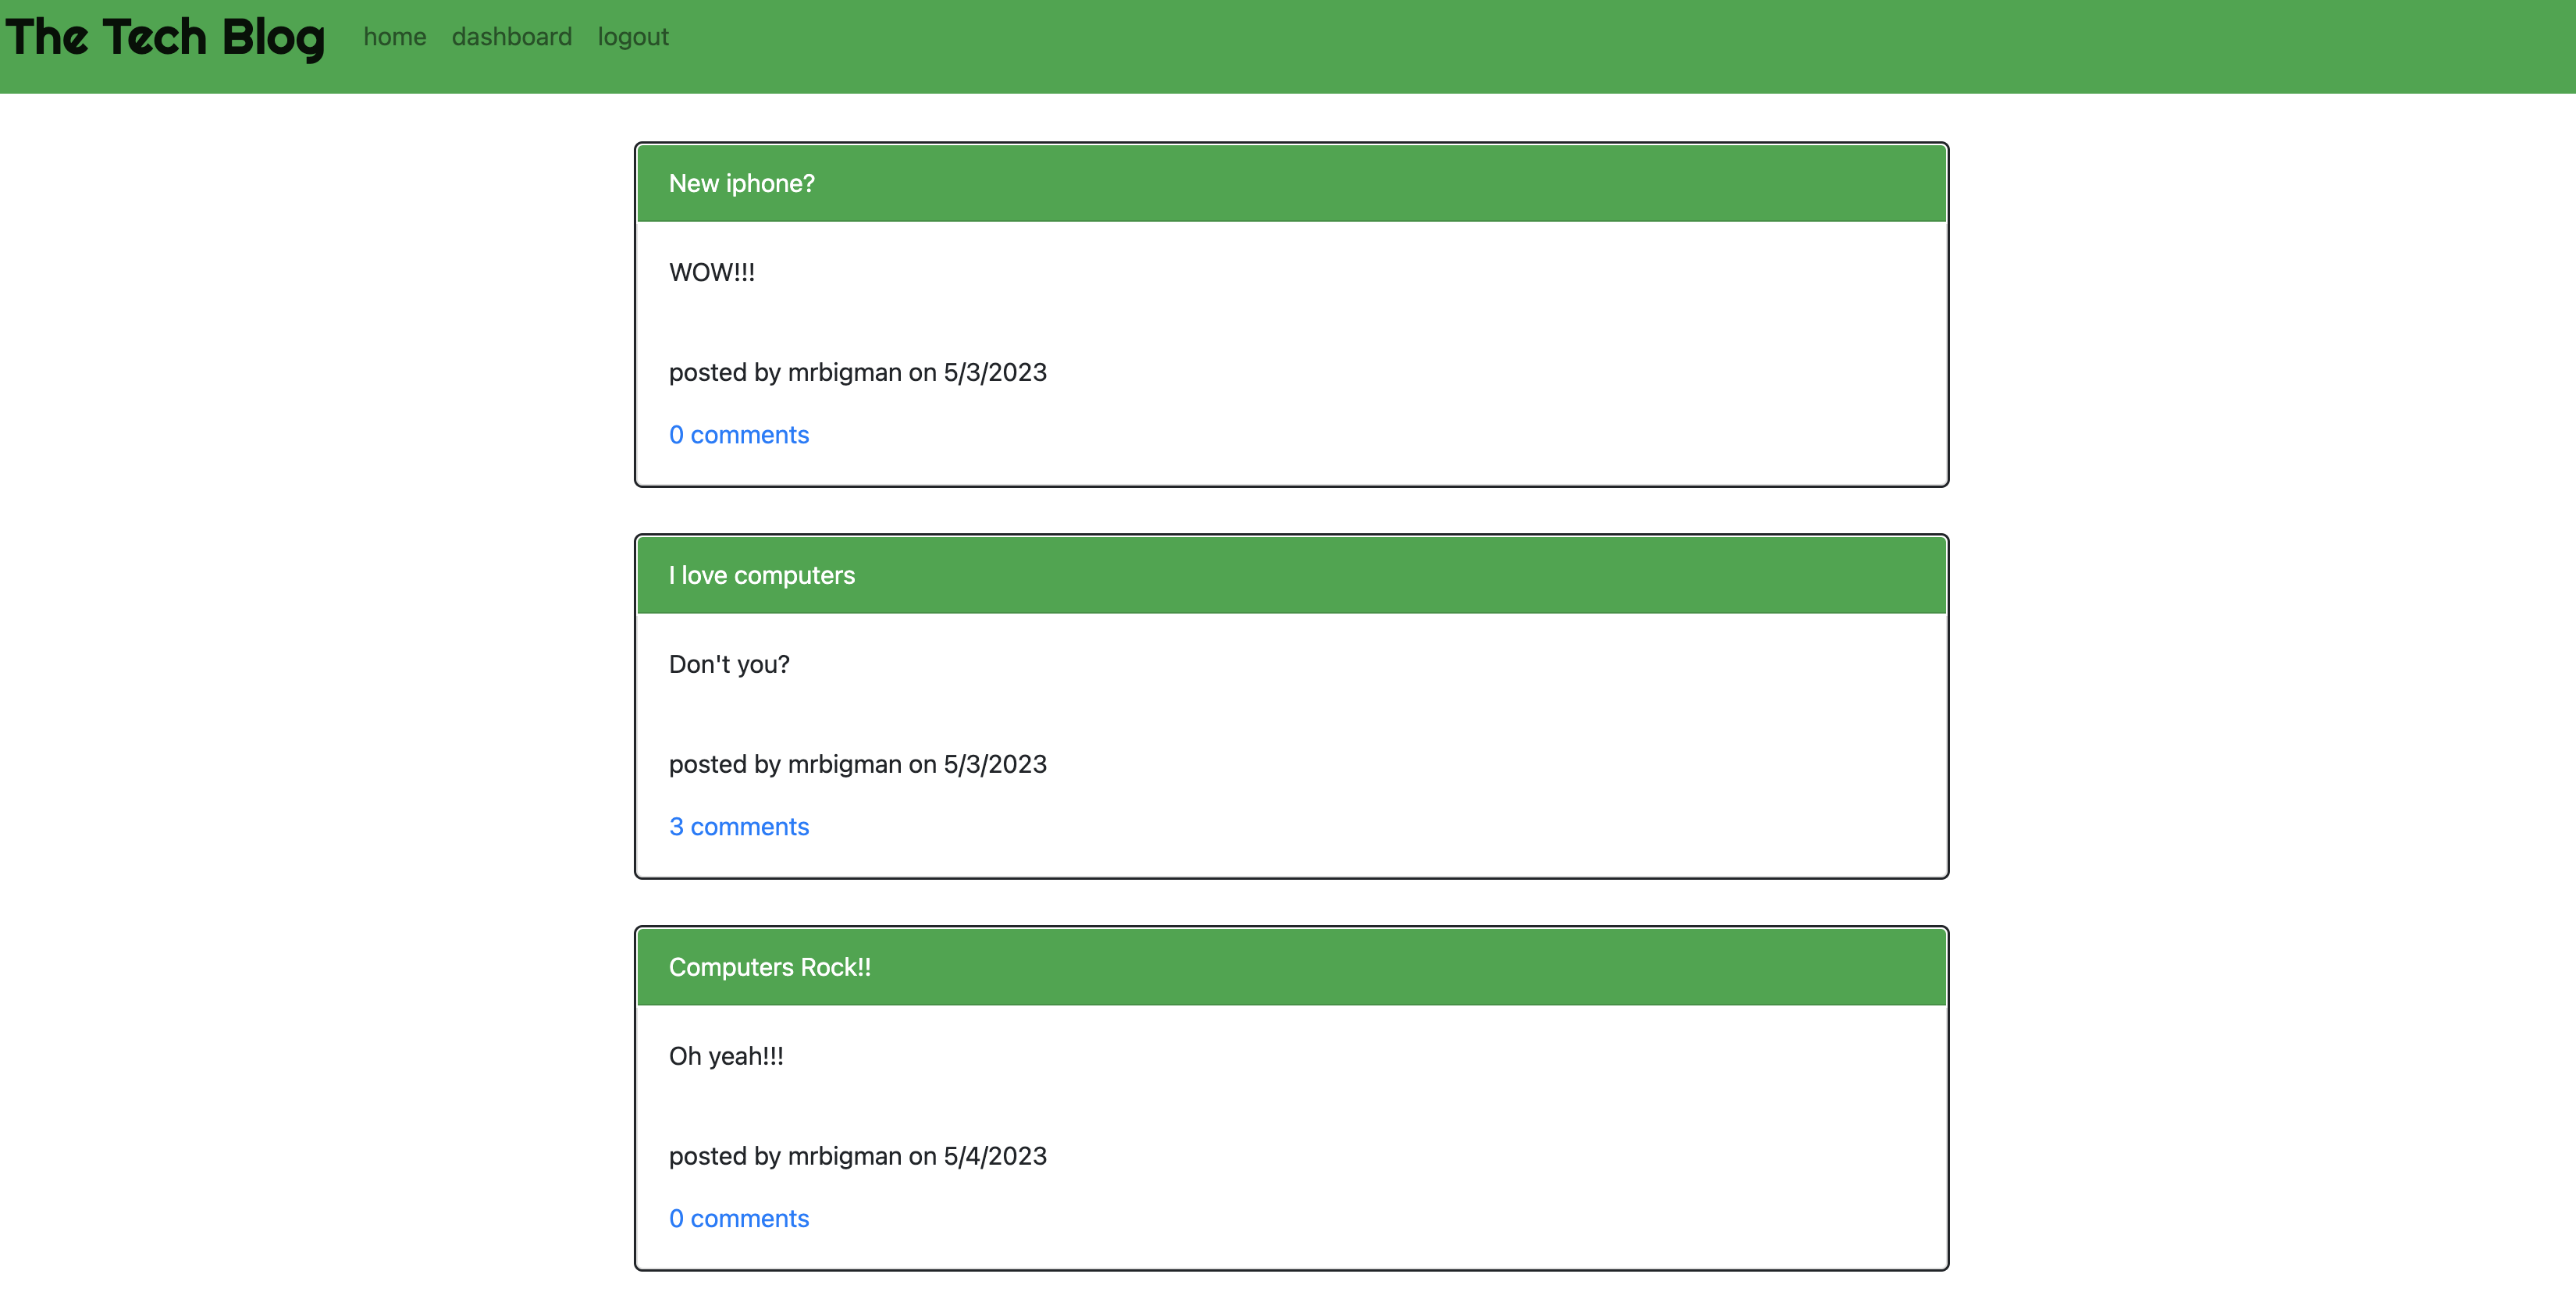 The Tech Blog home dashboard logout
New iphone?
WOW!!!
posted by mrbigman on 5/3/2023
0 comments
I love computers
Don't you?
posted by mrbigman on 5/3/2023
3 comments
Computers Rock!!
Oh yeah!!!
posted by mrbigman on 5/4/2023
0 comments